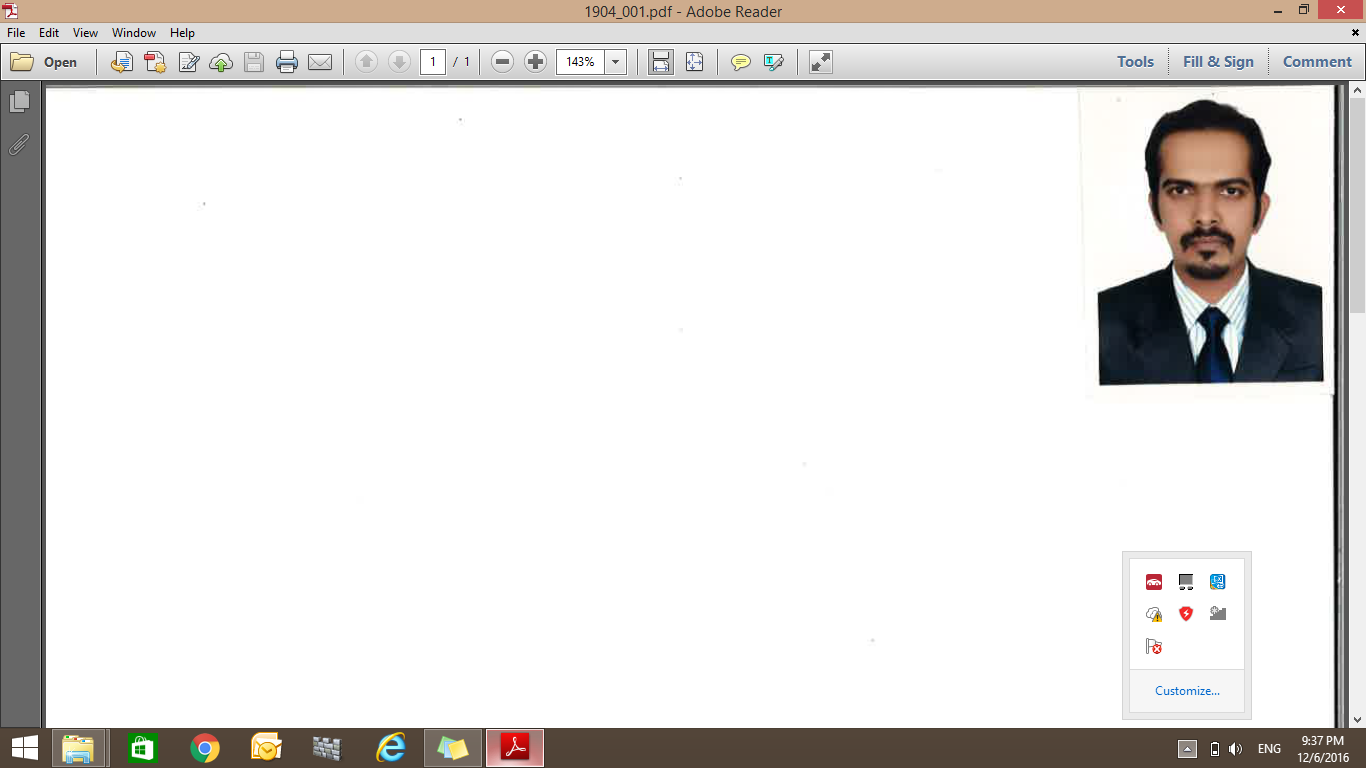 1904_001.pdf - Adobe Reader
File Edit View Window Help
Open 1 / 1 143% Tools Fill & Sign Comment
Customize...
ENG
9:37 PM
12/6/2016